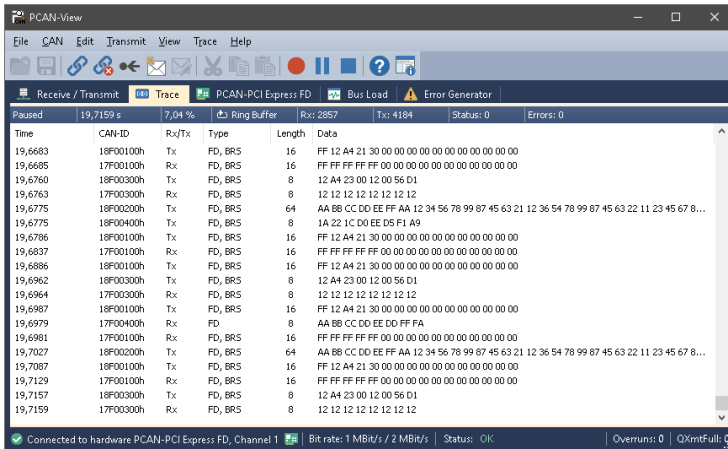 PCAN-View
File CAN Edit Transmit View Trace Help
Receive / Transmit Trace PCAN-PCI Express FD Bus Load Error Generator
Paused 19,7159 s 7,04 % Ring Buffer Rx: 2857 Tx: 4184 Status: 0 Errors: 0
Time CAN-ID Rx/Tx Type Length Data
19,6683 18F00100h Tx FD, BRS 16 FF 12 A4 21 30 00 00 00 00 00 00 00 00 00 00 00
19,6685 17F00100h Rx FD, BRS 16 FF FF FF FF FF 00 00 00 00 00 00 00 00 00 00 00
19,6760 18F00300h Tx FD, BRS 8 12 A4 23 00 12 00 56 D1
19,6763 17F00300h Rx FD, BRS 8 12 12 12 12 12 12 12 12
19,6775 18F00200h Tx FD, BRS 64 AA BB CC DD EE FF AA 12 34 56 78 99 87 45 63 21 12 36 54 78 99 87 45 63 22 11 23 45 67 8...
19,6775 18F00400h Tx FD, BRS 8 1A 22 1C D0 EE D5 F1 A9
19,6786 18F00100h Tx FD, BRS 16 FF 12 A4 21 30 00 00 00 00 00 00 00 00 00 00 00
19,6837 17F00100h Rx FD, BRS 16 FF FF FF FF FF 00 00 00 00 00 00 00 00 00 00 00
19,6886 18F00100h Tx FD, BRS 16 FF 12 A4 21 30 00 00 00 00 00 00 00 00 00 00 00
19,6962 18F00300h Tx FD, BRS 8 12 A4 23 00 12 00 56 D1
19,6964 17F00300h Rx FD, BRS 8 12 12 12 12 12 12 12 12
19,6987 18F00100h Tx FD, BRS 16 FF 12 A4 21 30 00 00 00 00 00 00 00 00 00 00 00
19,6979 17F00400h Rx FD 8 AA BB CC DD EE DD FF FA
19,6981 17F00100h Rx FD, BRS 16 FF FF FF FF FF 00 00 00 00 00 00 00 00 00 00 00
19,7027 18F00200h Tx FD, BRS 64 AA BB CC DD EE FF AA 12 34 56 78 99 87 45 63 21 12 36 54 78 99 87 45 63 22 11 23 45 67 8...
19,7087 18F00100h Tx FD, BRS 16 FF 12 A4 21 30 00 00 00 00 00 00 00 00 00 00 00
19,7129 17F00100h Rx FD, BRS 16 FF FF FF FF FF 00 00 00 00 00 00 00 00 00 00 00
19,7157 18F00300h Tx FD, BRS 8 12 A4 23 00 12 00 56 D1
19,7159 17F00300h Rx FD, BRS 8 12 12 12 12 12 12 12 12
Connected to hardware PCAN-PCI Express FD, Channel 1 Bit rate: 1 MBit/s / 2 MBit/s Status: OK Overruns: 0 QXmtFull: